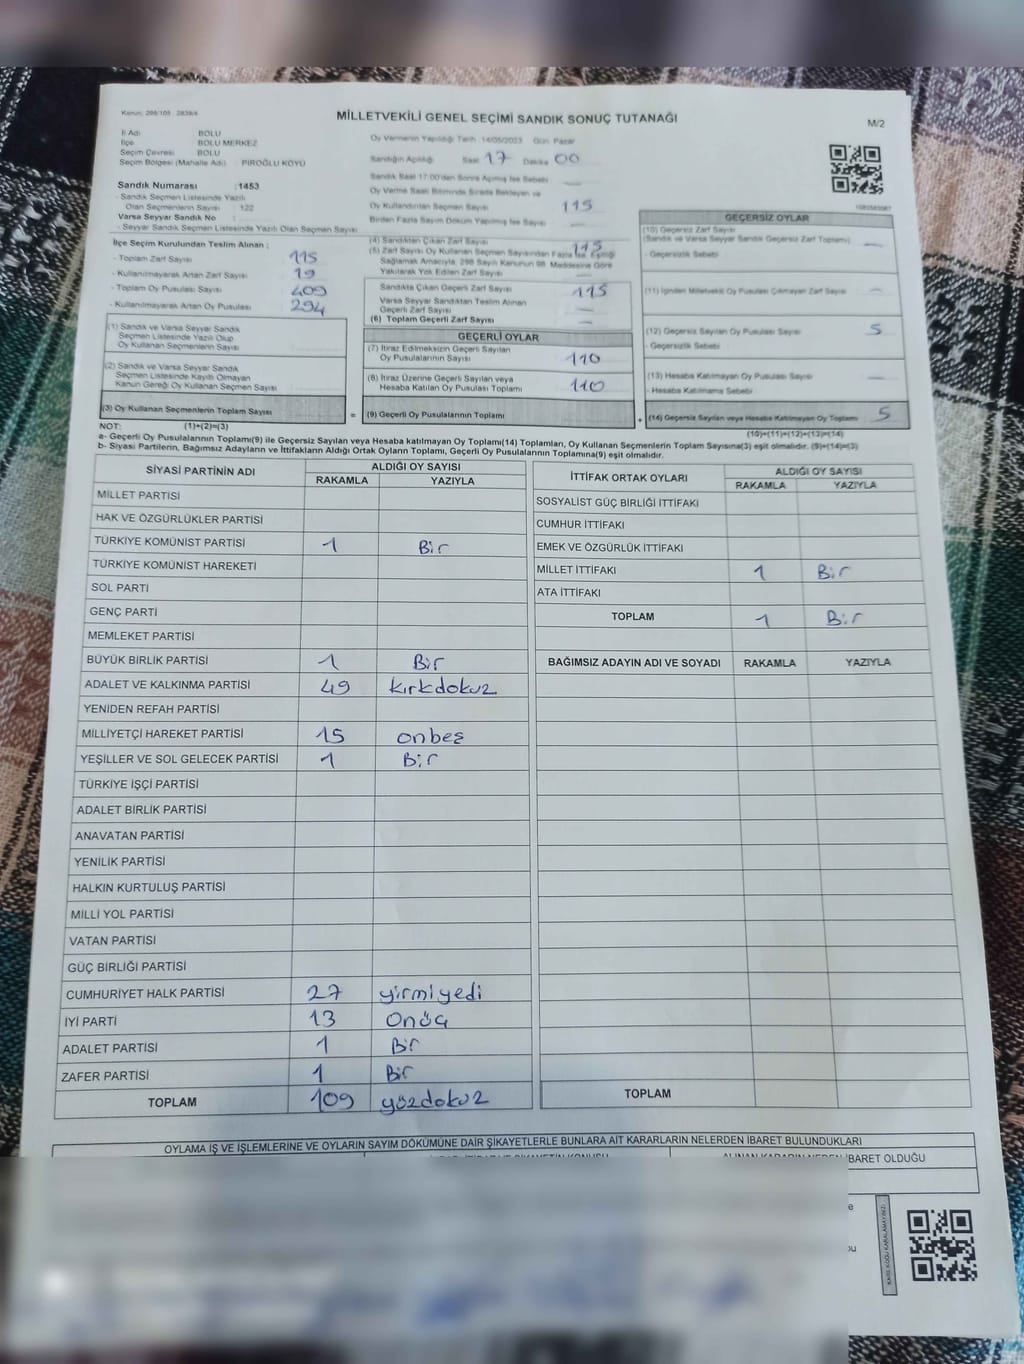 Kanun: 298/105 : 2839/4
MİLLETVEKİLİ GENEL SEÇİMİ SANDIK SONUÇ TUTANAĞI
M/2
İl Adı : BOLU
İlçe : BOLU MERKEZ
Seçim Çevresi : BOLU
Seçim Bölgesi (Mahalle Adı) : PİROĞLU KÖYÜ
Sandık Numarası : 1453
- Sandık Seçmen Listesinde Yazılı
Olan Seçmenlerin Sayısı : 122
Varsa Seyyar Sandık No :
- Seyyar Sandık Seçmen Listesinde Yazılı Olan Seçmen Sayısı
Oy Vermenin Yapıldığı Tarih : 14/05/2023 Gün: Pazar
Sandığın Açıldığı Saat 17 Dakika 00
Sandık Saat 17:00'den Sonra Açılmış İse Sebebi
Oy Verme Saati Bitiminde Sırada Bekleyen ve
Oy Kullandırılan Seçmen Sayısı 115
Birden Fazla Sayım Döküm Yapılmış İse Sayısı
İlçe Seçim Kurulundan Teslim Alınan :
- Toplam Zarf Sayısı 115
- Kullanılmayarak Artan Zarf Sayısı 19
- Toplam Oy Pusulası Sayısı 409
- Kullanılmayarak Artan Oy Pusulası 294
(1) Sandık ve Varsa Seyyar Sandık
Seçmen Listesinde Yazılı Olup
Oy Kullanan Seçmenlerin Sayısı
(2) Sandık ve Varsa Seyyar Sandık
Seçmen Listesinde Kayıtlı Olmayan
Kanun Gereği Oy Kullanan Seçmen Sayısı
(3) Oy Kullanan Seçmenlerin Toplam Sayısı
(4) Sandıktan Çıkan Zarf Sayısı 115
(5) Zarf Sayısı Oy Kullanan Seçmen Sayısından Fazla İse, Eşitliği
Sağlamak Amacıyla, 298 Sayılı Kanunun 98. Maddesine Göre
Yakılarak Yok Edilen Zarf Sayısı
Sandıkta Çıkan Geçerli Zarf Sayısı 115
Varsa Seyyar Sandıktan Teslim Alınan
Geçerli Zarf Sayısı
(6) Toplam Geçerli Zarf Sayısı
GEÇERLİ OYLAR
(7) İtiraz Edilmeksizin Geçerli Sayılan
Oy Pusulalarının Sayısı 110
(8) İtiraz Üzerine Geçerli Sayılan veya
Hesaba Katılan Oy Pusulası Toplamı 110
= (9) Geçerli Oy Pusulalarının Toplamı
GEÇERSİZ OYLAR
(10) Geçersiz Zarf Sayısı
(Sandık ve Varsa Seyyar Sandık Geçersiz Zarf Toplamı)
- Geçersizlik Sebebi
(11) İçinden Milletvekili Oy Pusulası Çıkmayan Zarf Sayısı
(12) Geçersiz Sayılan Oy Pusulası Sayısı 5
- Geçersizlik Sebebi
(13) Hesaba Katılmayan Oy Pusulası Sayısı
- Hesaba Katılmama Sebebi
+ (14) Geçersiz Sayılan veya Hesaba Katılmayan Oy Toplamı 5
NOT: (1)+(2)=(3)
(10)+(11)+(12)+(13)=(14)
a- Geçerli Oy Pusulalarının Toplamı(9) ile Geçersiz Sayılan veya Hesaba katılmayan Oy Toplamı(14) Toplamları, Oy Kullanan Seçmenlerin Toplam Sayısına(3) eşit olmalıdır. (9)+(14)=(3)
b- Siyasi Partilerin, Bağımsız Adayların ve İttifakların Aldığı Ortak Oyların Toplamı, Geçerli Oy Pusulalarının Toplamına(9) eşit olmalıdır.
SİYASİ PARTİNİN ADI ALDIĞI OY SAYISI
RAKAMLA YAZIYLA
MİLLET PARTİSİ
HAK VE ÖZGÜRLÜKLER PARTİSİ
TÜRKİYE KOMÜNİST PARTİSİ 1 Bir
TÜRKİYE KOMÜNİST HAREKETİ
SOL PARTİ
GENÇ PARTİ
MEMLEKET PARTİSİ
BÜYÜK BİRLİK PARTİSİ 1 Bir
ADALET VE KALKINMA PARTİSİ 49 kırkdokuz
YENİDEN REFAH PARTİSİ
MİLLİYETÇİ HAREKET PARTİSİ 15 onbeş
YEŞİLLER VE SOL GELECEK PARTİSİ 1 Bir
TÜRKİYE İŞÇİ PARTİSİ
ADALET BİRLİK PARTİSİ
ANAVATAN PARTİSİ
YENİLİK PARTİSİ
HALKIN KURTULUŞ PARTİSİ
MİLLİ YOL PARTİSİ
VATAN PARTİSİ
GÜÇ BİRLİĞİ PARTİSİ
CUMHURİYET HALK PARTİSİ 27 yirmiyedi
İYİ PARTİ 13 Onüç
ADALET PARTİSİ 1 Bir
ZAFER PARTİSİ 1 Bir
TOPLAM 109 yüzdokuz
İTTİFAK ORTAK OYLARI ALDIĞI OY SAYISI
RAKAMLA YAZIYLA
SOSYALİST GÜÇ BİRLİĞİ İTTİFAKI
CUMHUR İTTİFAKI
EMEK VE ÖZGÜRLÜK İTTİFAKI
MİLLET İTTİFAKI 1 Bir
ATA İTTİFAKI
TOPLAM 1 Bir
BAĞIMSIZ ADAYIN ADI VE SOYADI RAKAMLA YAZIYLA
TOPLAM
OYLAMA İŞ VE İŞLEMLERİNE VE OYLARIN SAYIM DÖKÜMÜNE DAİR ŞİKAYETLERLE BUNLARA AİT KARARLARIN NELERDEN İBARET BULUNDUKLARI
ALINAN KARARIN NEDEN İBARET OLDUĞU